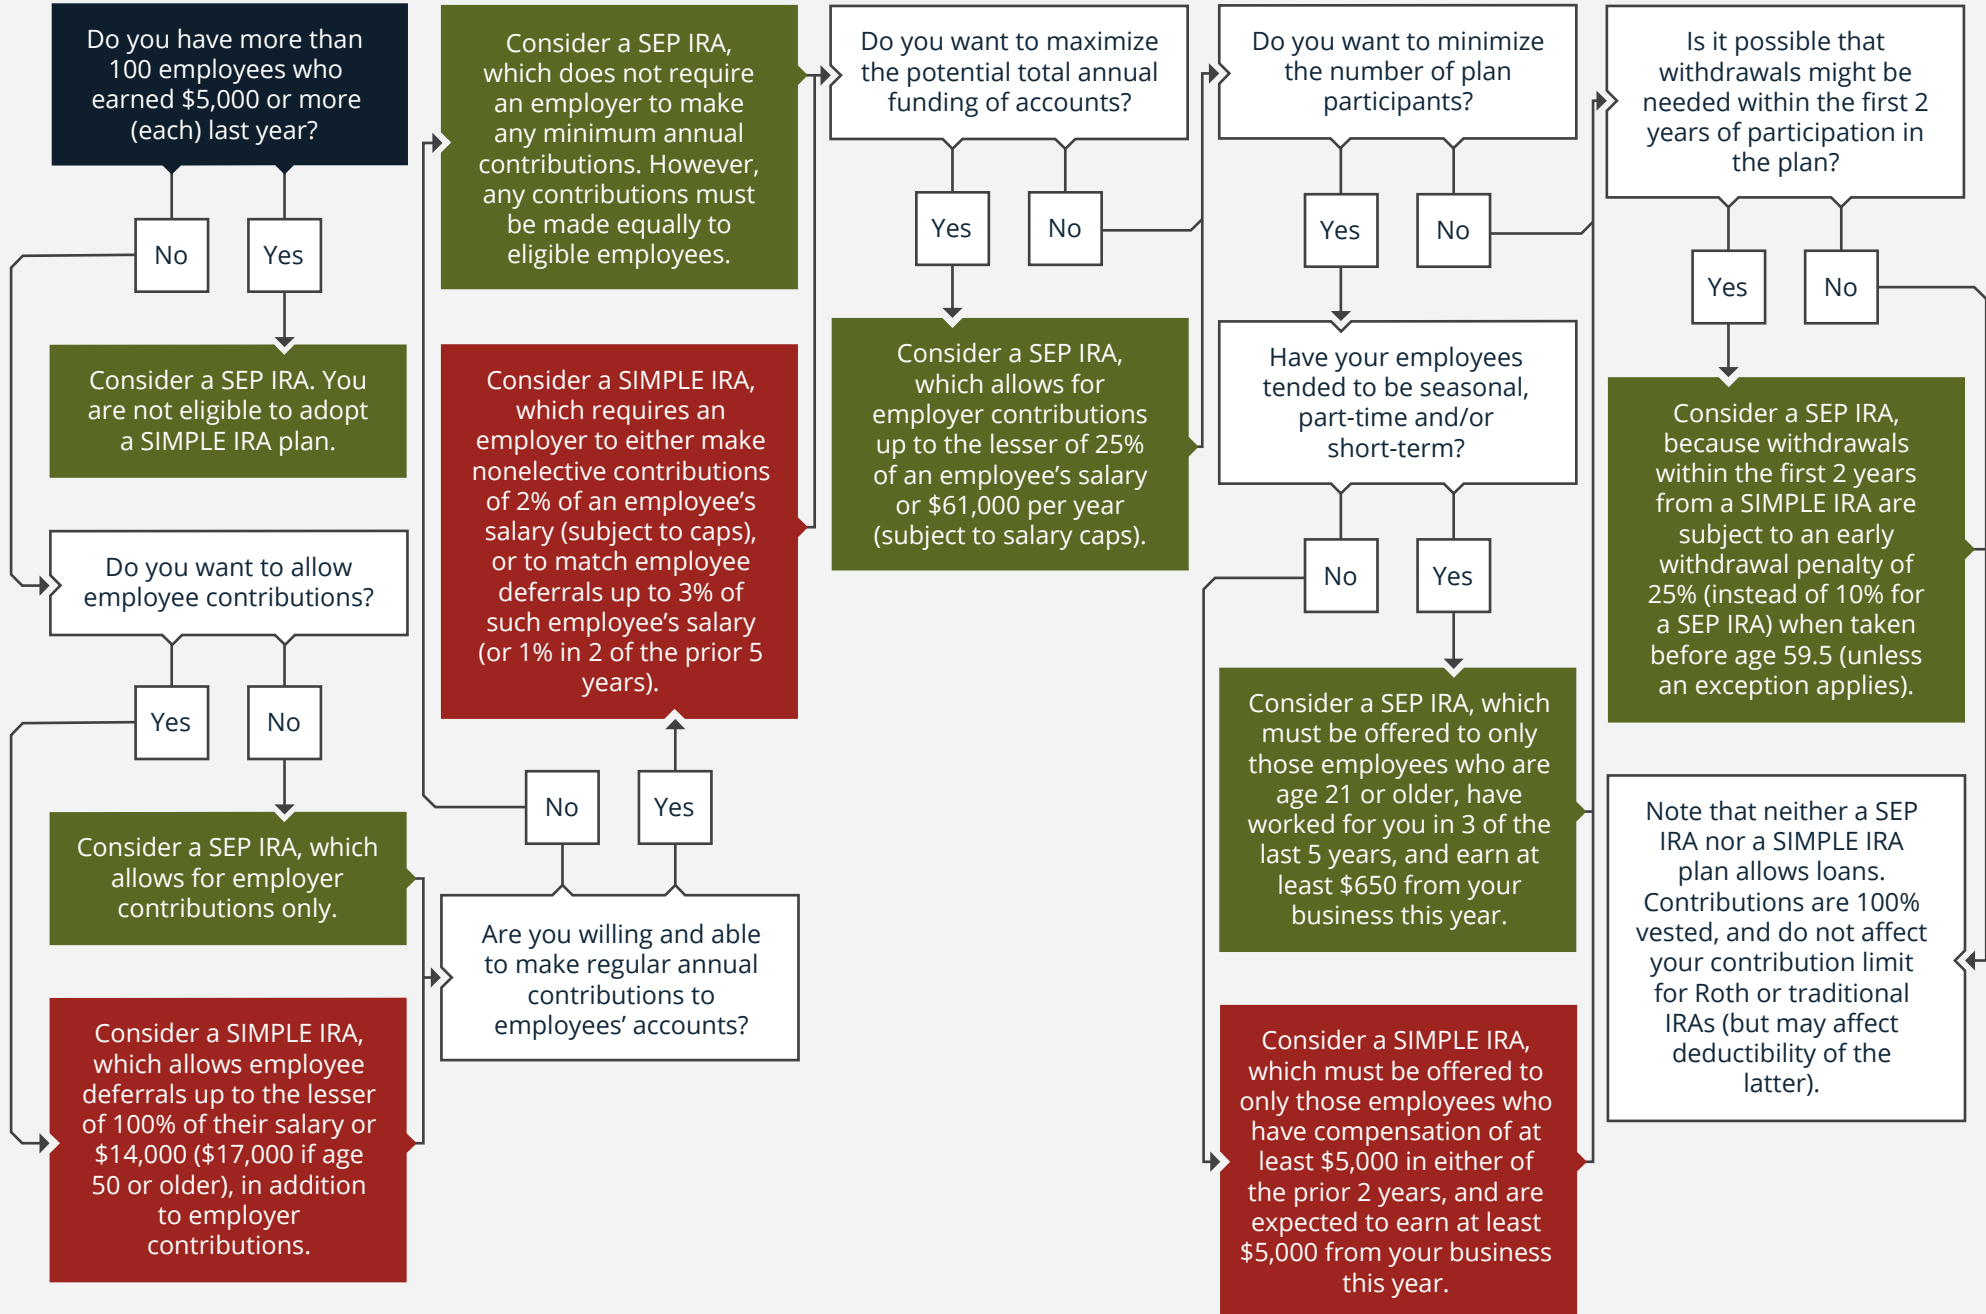 Do you have more than
100 employees who
earned $5,000 or more
(each) last year?
No
Yes
Consider a SEP IRA. You
are not eligible to adopt
a SIMPLE IRA plan.
Do you want to allow
employee contributions?
Yes
No
Consider a SEP IRA, which
allows for employer
contributions only.
Consider a SIMPLE IRA,
which allows employee
deferrals up to the lesser
of 100% of their salary or
$14,000 ($17,000 if age
50 or older), in addition
to employer
contributions.
Consider a SEP IRA,
which does not require
an employer to make
any minimum annual
contributions. However,
any contributions must
be made equally to
eligible employees.
Consider a SIMPLE IRA,
which requires an
employer to either make
nonelective contributions
of 2% of an employee’s
salary (subject to caps),
or to match employee
deferrals up to 3% of
such employee’s salary
(or 1% in 2 of the prior 5
years).
No
Yes
Are you willing and able
to make regular annual
contributions to
employees’ accounts?
Do you want to maximize
the potential total annual
funding of accounts?
Yes
No
Consider a SEP IRA,
which allows for
employer contributions
up to the lesser of 25%
of an employee’s salary
or $61,000 per year
(subject to salary caps).
Do you want to minimize
the number of plan
participants?
Yes
No
Have your employees
tended to be seasonal,
part-time and/or
short-term?
No
Yes
Consider a SEP IRA, which
must be offered to only
those employees who are
age 21 or older, have
worked for you in 3 of the
last 5 years, and earn at
least $650 from your
business this year.
Consider a SIMPLE IRA,
which must be offered to
only those employees who
have compensation of at
least $5,000 in either of
the prior 2 years, and are
expected to earn at least
$5,000 from your business
this year.
Is it possible that
withdrawals might be
needed within the first 2
years of participation in
the plan?
Yes
No
Consider a SEP IRA,
because withdrawals
within the first 2 years
from a SIMPLE IRA are
subject to an early
withdrawal penalty of
25% (instead of 10% for
a SEP IRA) when taken
before age 59.5 (unless
an exception applies).
Note that neither a SEP
IRA nor a SIMPLE IRA
plan allows loans.
Contributions are 100%
vested, and do not affect
your contribution limit
for Roth or traditional
IRAs (but may affect
deductibility of the
latter).